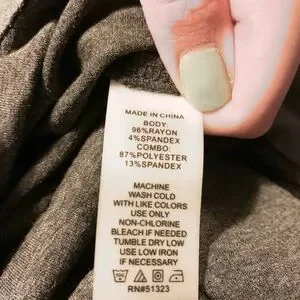 MADE IN CHINA
BODY:
96%RAYON
4%SPANDEX
COMBO:
87%POLYESTER
13%SPANDEX
MACHINE
WASH COLD
WITH LIKE COLORS
USE ONLY
NON-CHLORINE
BLEACH IF NEEDED
TUMBLE DRY LOW
USE LOW IRON
IF NECESSARY
RN#51323